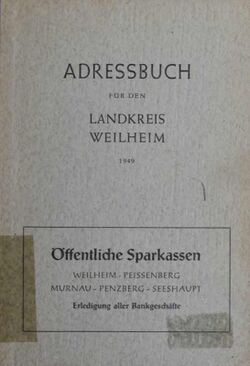 ADRESSBUCH
FÜR DEN
LANDKREIS
WEILHEIM
1949
Öffentliche Sparkassen
WEILHEIM - PEISSENBERG
MURNAU - PENZBERG - SEESHAUPT
Erledigung aller Bankgeschäfte